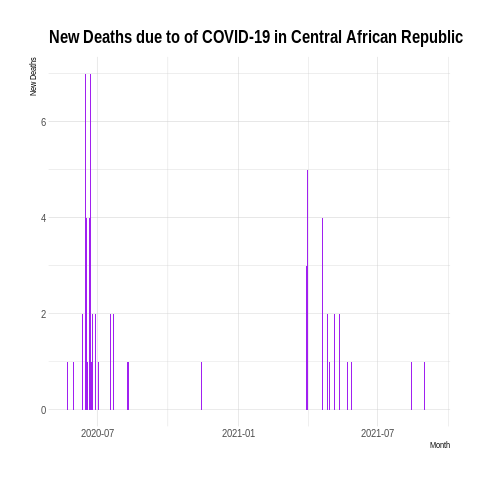 New Deaths due to of COVID-19 in Central African Republic
New Deaths
6
4
2
0
2020-07
2021-01
2021-07
Month